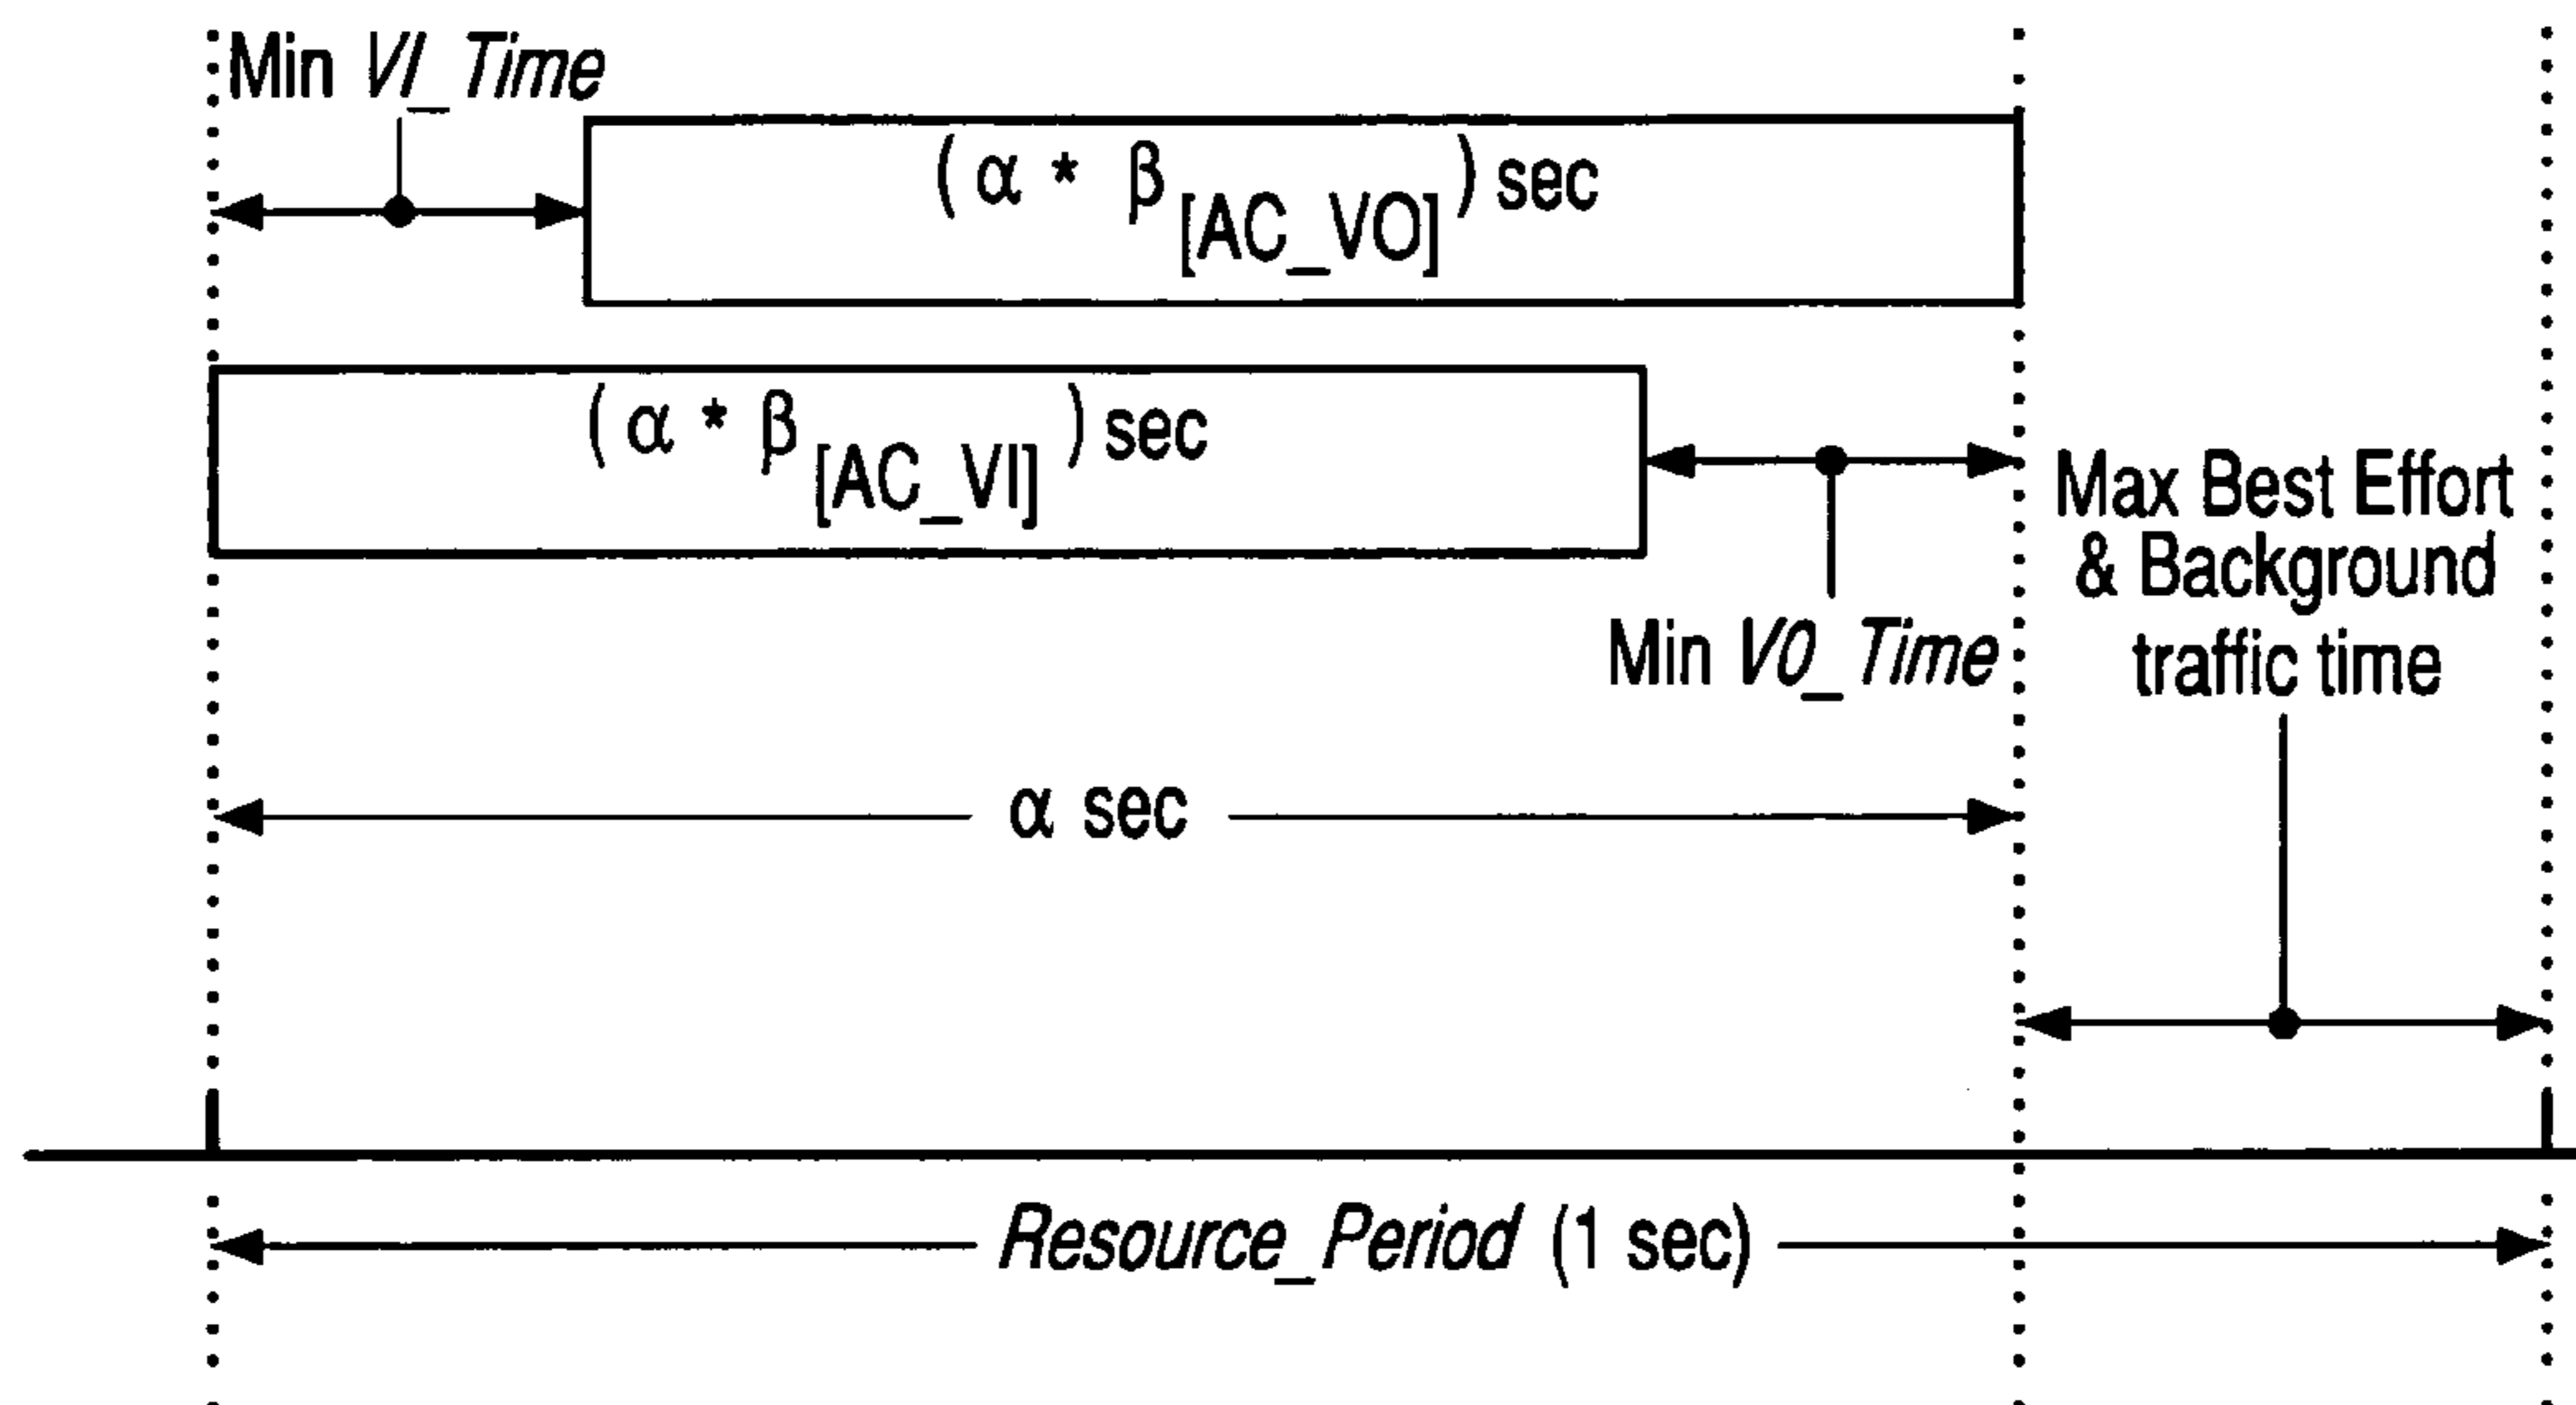 Min VI_Time
(α * β[AC_VO]) sec
(α * β[AC_VI]) sec
Max Best Effort
& Background
traffic time
Min V0_Time
α sec
Resource_Period (1 sec)